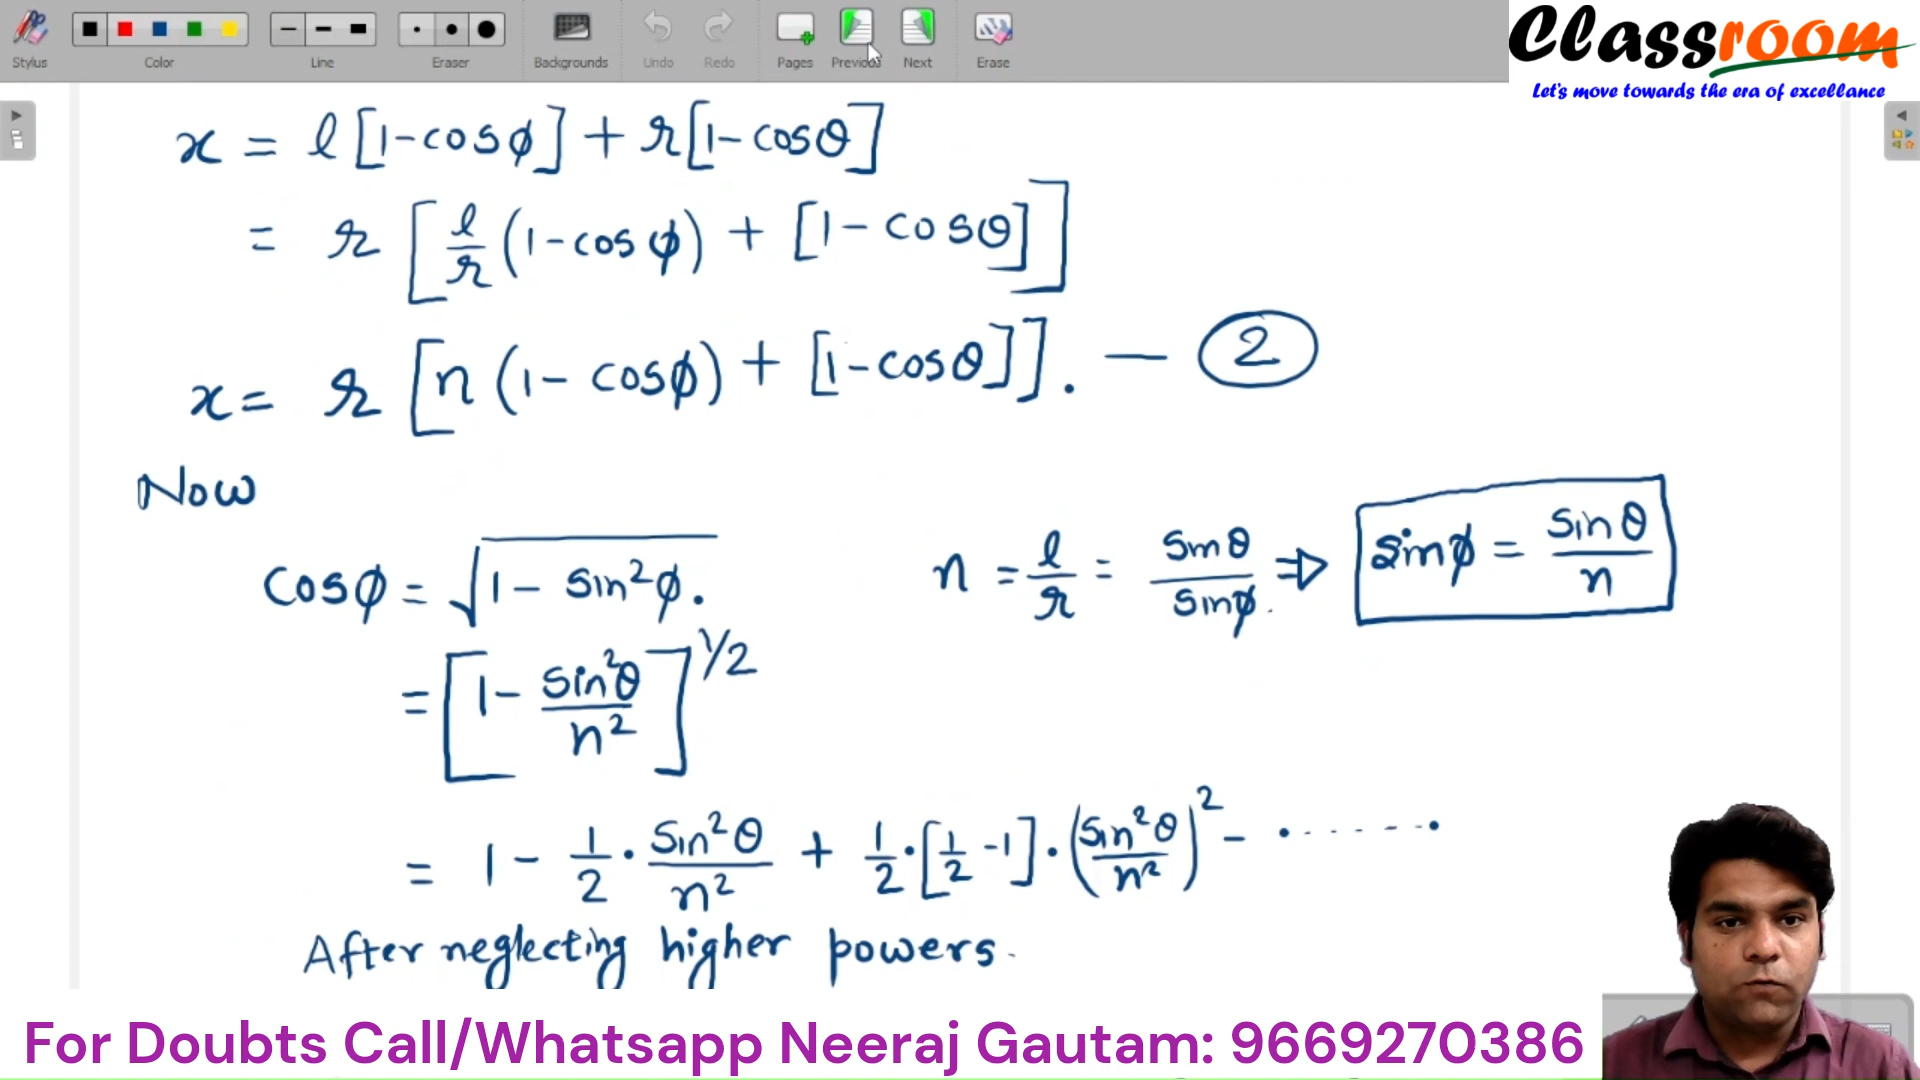 Stylus Color Line Eraser Backgrounds Undo Redo Pages Previous Next Erase
Classroom
Let's move towards the era of excellance
x = l[1-cosφ] + r[1-cosθ]
= r [ l/r (1-cosφ) + [1-cosθ] ]
x = r [ n (1-cosφ) + [1-cosθ] ]. — 2
Now
cosφ = √(1 - sin²φ).
n = l/r = sinθ/sinφ. ⇒ sinφ = sinθ/n
= [1 - sin²θ/n²]^1/2
= 1 - 1/2 · sin²θ/n² + 1/2 · [1/2 -1] · (sin²θ/n²)² - .......
After neglecting higher powers.
For Doubts Call/Whatsapp Neeraj Gautam: 9669270386